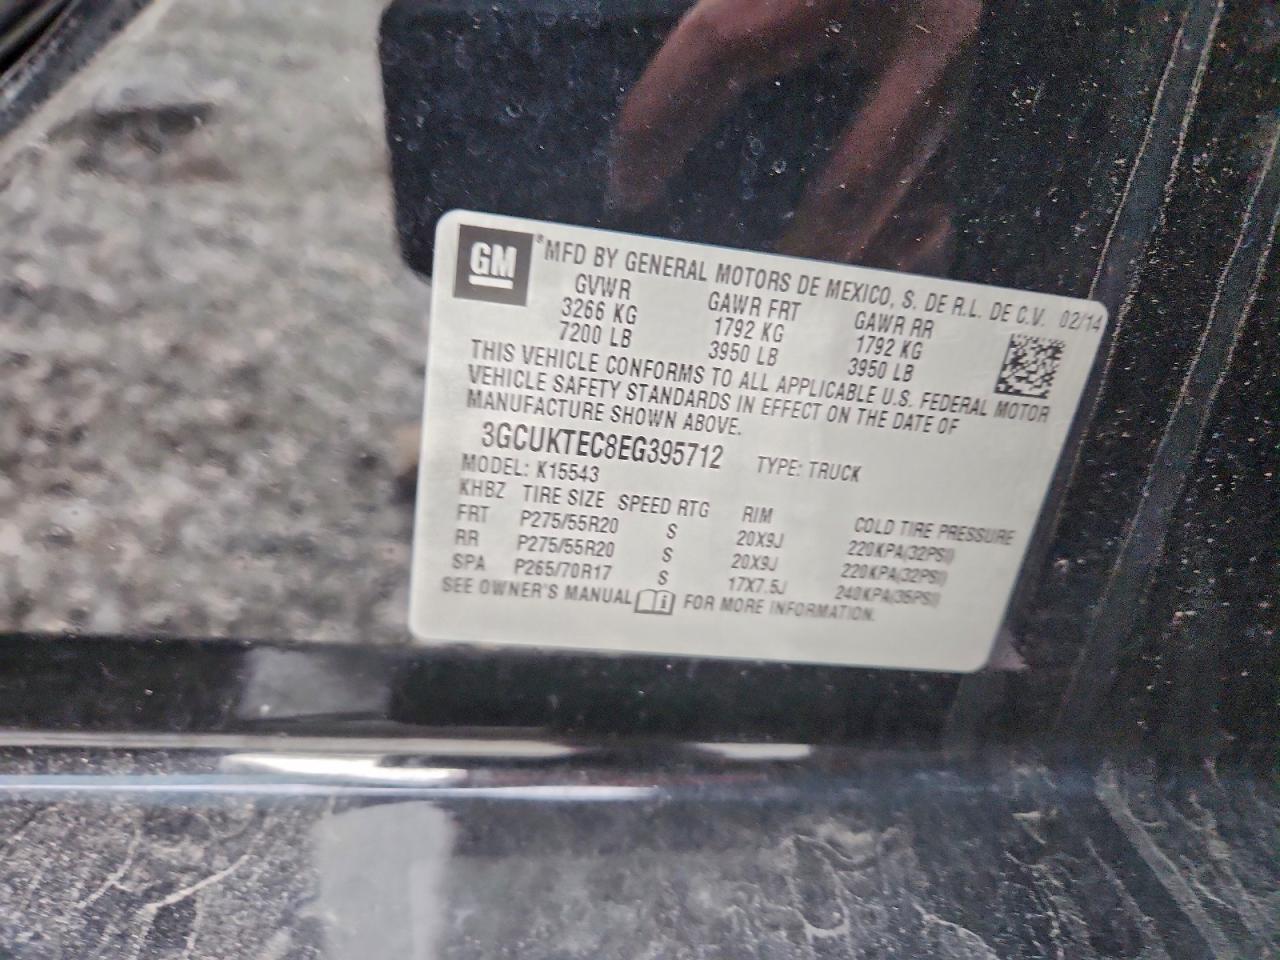 GM ® MFD BY GENERAL MOTORS DE MEXICO, S. DE R.L. DE C.V. 02/14
GVWR GAWR FRT GAWR RR
3266 KG 1792 KG 1792 KG
7200 LB 3950 LB 3950 LB
THIS VEHICLE CONFORMS TO ALL APPLICABLE U.S. FEDERAL MOTOR
VEHICLE SAFETY STANDARDS IN EFFECT ON THE DATE OF
MANUFACTURE SHOWN ABOVE.
3GCUKTEC8EG395712 TYPE: TRUCK
MODEL: K15543
KHBZ TIRE SIZE SPEED RTG RIM COLD TIRE PRESSURE
FRT P275/55R20 S 20X9J 220KPA(32PSI)
RR P275/55R20 S 20X9J 220KPA(32PSI)
SPA P265/70R17 S 17X7.5J 240KPA(35PSI)
SEE OWNER'S MANUAL FOR MORE INFORMATION.